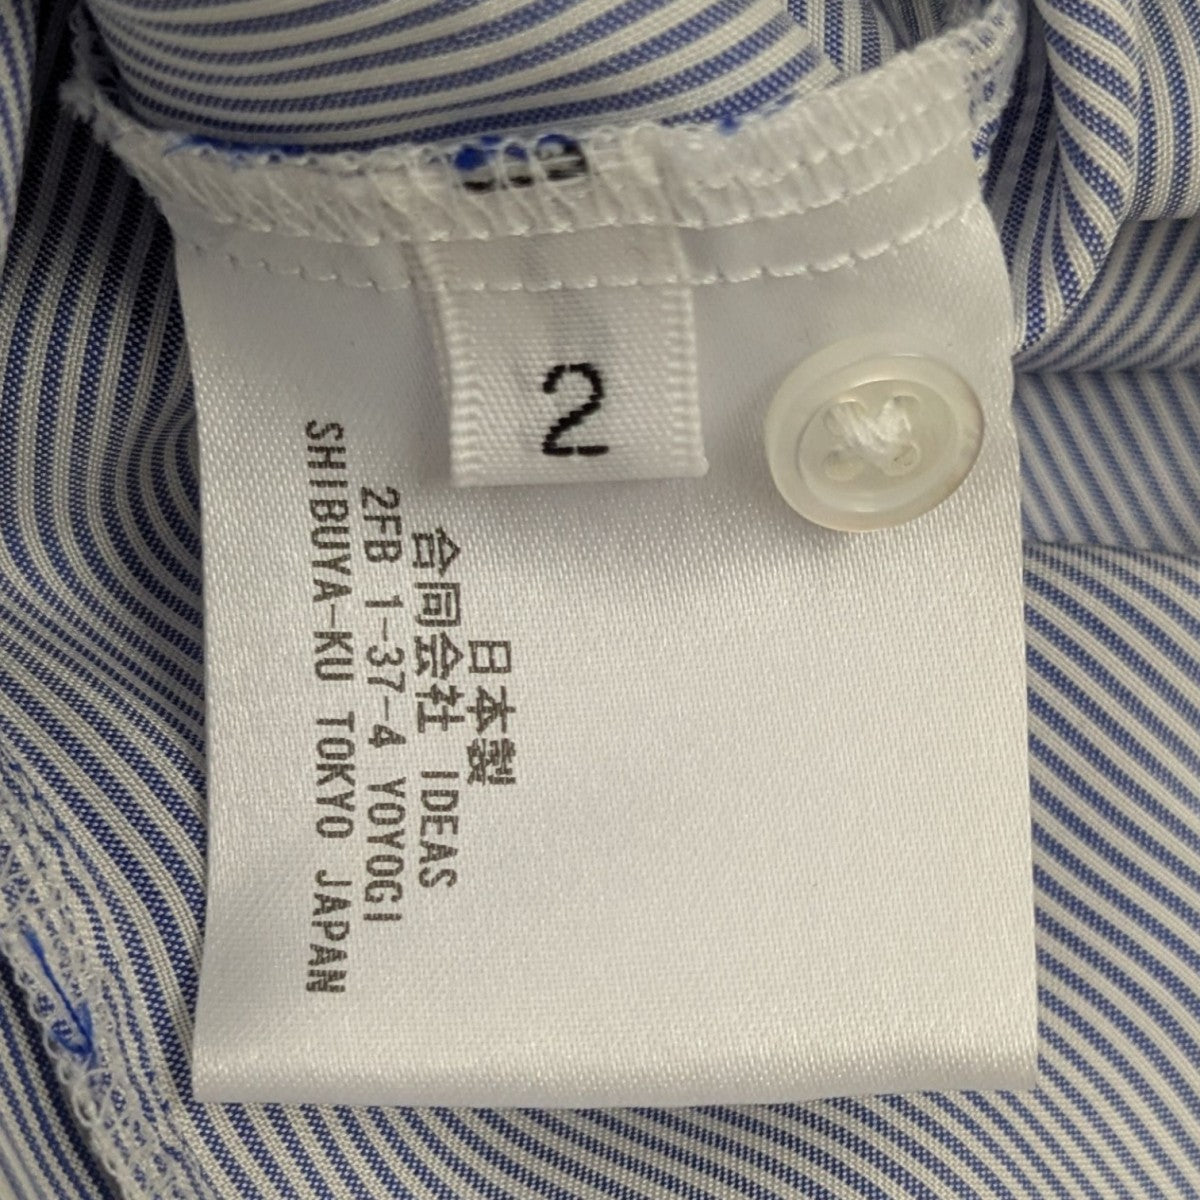 2
日本製
合同会社 IDEAS
2FB 1-37-4 YOYOGI
SHIBUYA-KU TOKYO JAPAN